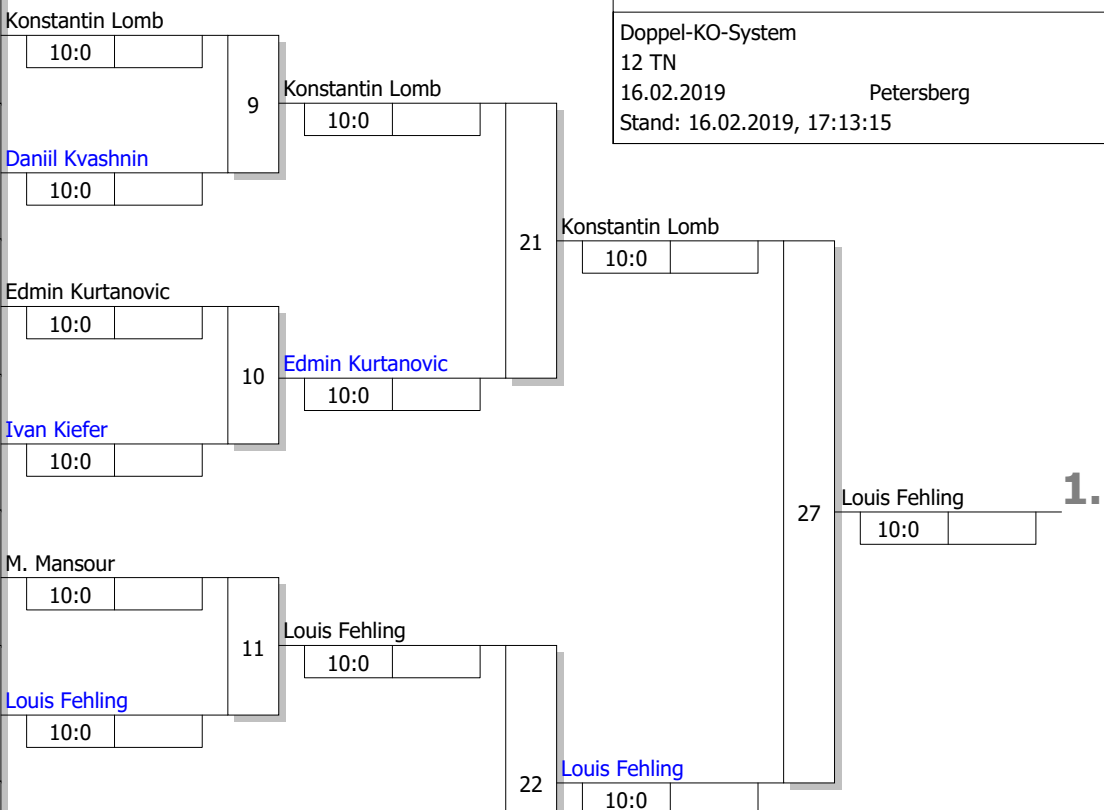 Konstantin Lomb
10:0
Doppel-KO-System
12 TN
16.02.2019 Petersberg
Stand: 16.02.2019, 17:13:15
9
Konstantin Lomb
10:0
Daniil Kvashnin
10:0
21
Konstantin Lomb
10:0
Edmin Kurtanovic
10:0
10
Edmin Kurtanovic
10:0
Ivan Kiefer
10:0
27
Louis Fehling
1.
10:0
M. Mansour
10:0
11
Louis Fehling
10:0
Louis Fehling
10:0
22
Louis Fehling
10:0